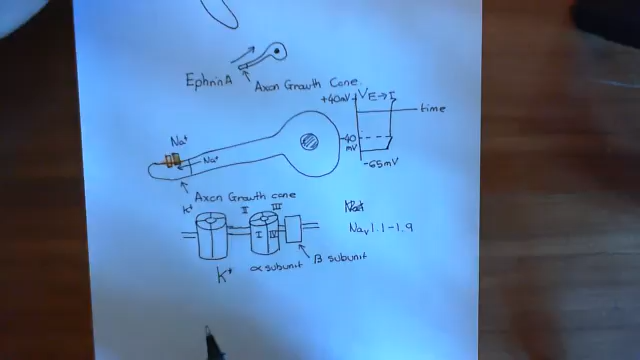 EphrinA
Axon Growth Cone.
+40mV
VE→I
time
-40
mV
-65mV
Na+
Na+
Axon Growth cone
K+
II
III
I
IV
Nav1.1-1.9
α subunit
β subunit
K+